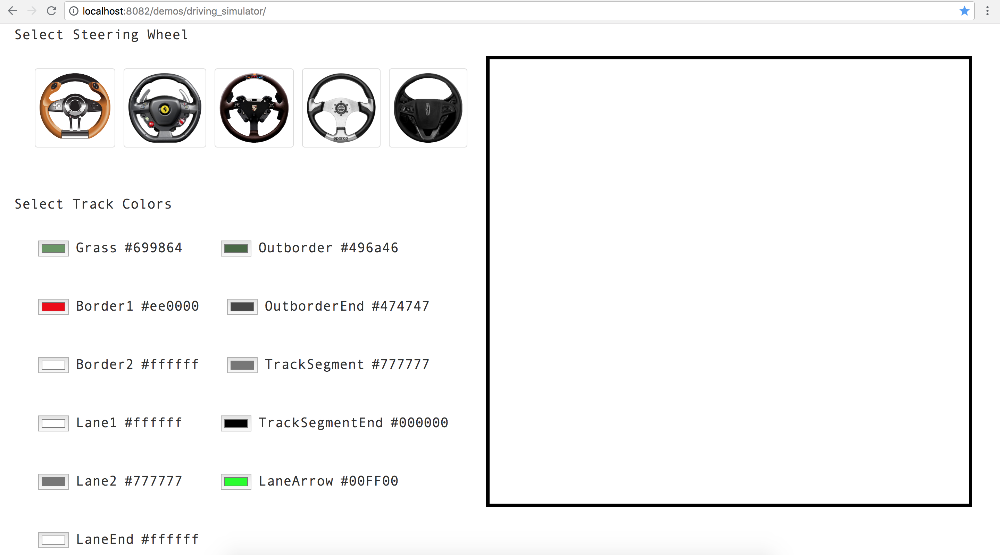 localhost:8082/demos/driving_simulator/
Select Steering Wheel
sparco
Select Track Colors
Grass #699864
Outborder #496a46
Border1 #ee0000
OutborderEnd #474747
Border2 #ffffff
TrackSegment #777777
Lane1 #ffffff
TrackSegmentEnd #000000
Lane2 #777777
LaneArrow #00FF00
LaneEnd #ffffff